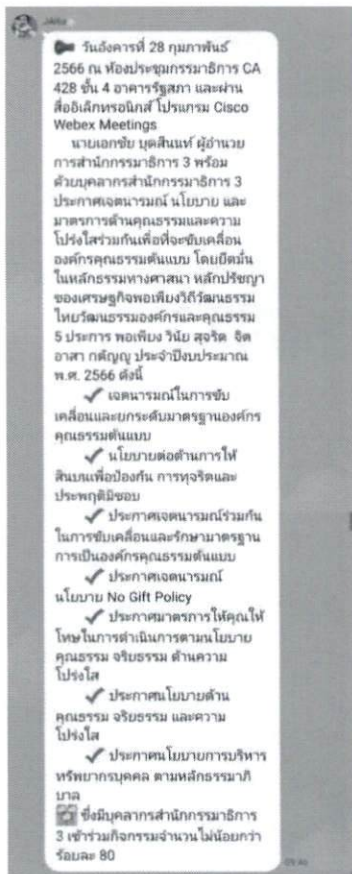 วันอังคารที่ 28 กุมภาพันธ์
2566 ณ ห้องประชุมกรรมาธิการ CA
428 ชั้น 4 อาคารรัฐสภา และผ่าน
สื่ออิเล็กทรอนิกส์ โปรแกรม Cisco
Webex Meetings
นายเอกชัย บุตสีนนท์ ผู้อำนวย
การสำนักกรรมาธิการ 3 พร้อม
ด้วยบุคลากรสำนักกรรมาธิการ 3
ประกาศเจตนารมณ์ นโยบาย และ
มาตรการด้านคุณธรรมและความ
โปร่งใสร่วมกันเพื่อที่จะขับเคลื่อน
องค์กรคุณธรรมต้นแบบ โดยยึดมั่น
ในหลักธรรมทางศาสนา หลักปรัชญา
ของเศรษฐกิจพอเพียงวิถีวัฒนธรรม
ไทยวัฒนธรรมองค์กรและคุณธรรม
5 ประการ พอเพียง วินัย สุจริต จิต
อาสา กตัญญู ประจำปีงบประมาณ
พ.ศ. 2566 ดังนี้
✔ เจตนารมณ์ในการขับ
เคลื่อนและยกระดับมาตรฐานองค์กร
คุณธรรมต้นแบบ
✔ นโยบายต่อต้านการให้
สินบนเพื่อป้องกัน การทุจริตและ
ประพฤติมิชอบ
✔ ประกาศเจตนารมณ์ร่วมกัน
ในการขับเคลื่อนและรักษามาตรฐาน
การเป็นองค์กรคุณธรรมต้นแบบ
✔ ประกาศเจตนารมณ์
นโยบาย No Gift Policy
✔ ประกาศมาตรการให้คุณให้
โทษในการดำเนินการตามนโยบาย
คุณธรรม จริยธรรม ด้านความ
โปร่งใส
✔ ประกาศนโยบายด้าน
คุณธรรม จริยธรรม และความ
โปร่งใส
✔ ประกาศนโยบายการบริหาร
ทรัพยากรบุคคล ตามหลักธรรมาภิ
บาล
ซึ่งมีบุคลากรสำนักกรรมาธิการ
3 เข้าร่วมกิจกรรมจำนวนไม่น้อยกว่า
ร้อยละ 80